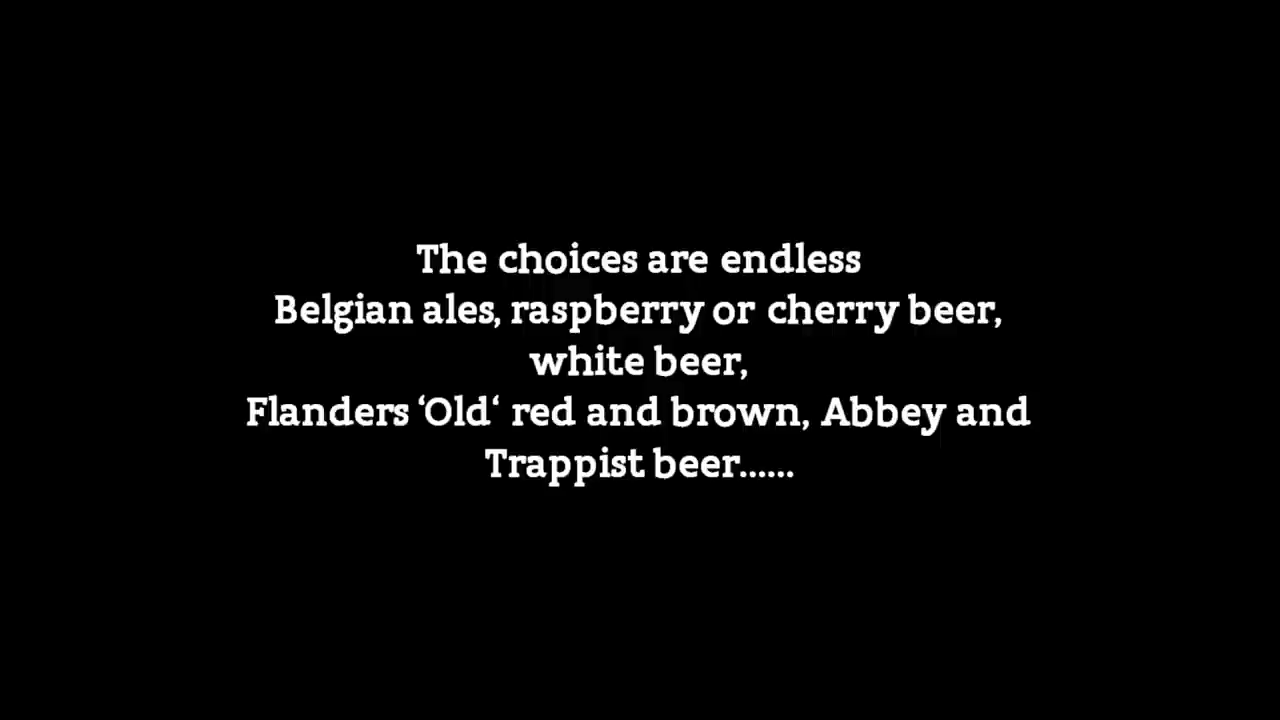 The choices are endless
Belgian ales, raspberry or cherry beer,
white beer,
Flanders ‘Old‘ red and brown, Abbey and
Trappist beer......